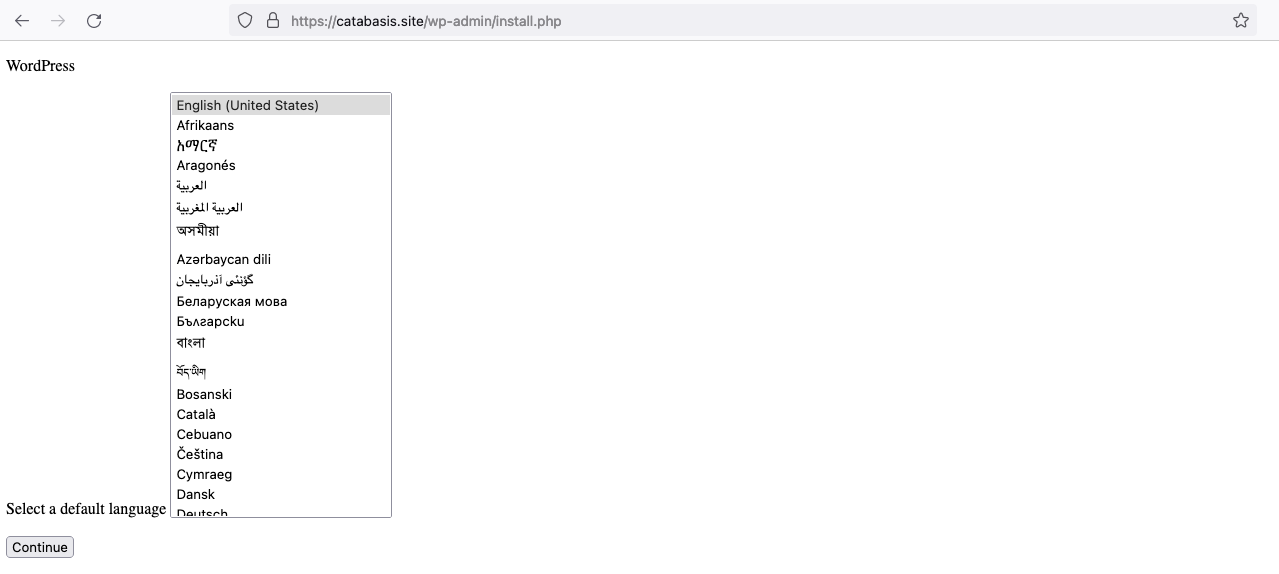 https://catabasis.site/wp-admin/install.php
WordPress
English (United States)
Afrikaans
አማርኛ
Aragonés
العربية
العربية المغربية
অসমীয়া
Azərbaycan dili
گؤنئی آذربایجان
Беларуская мова
Български
বাংলা
བོད་ཡིག
Bosanski
Català
Cebuano
Čeština
Cymraeg
Dansk
Deutsch
Select a default language
Continue